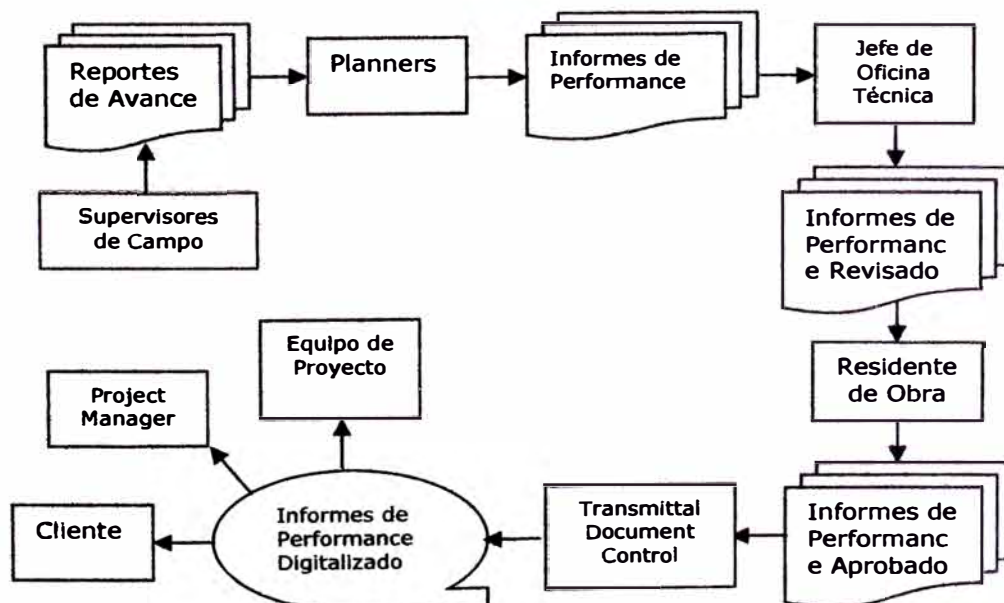 Reportes
de Avance
Planners
Informes de
Performance
Jefe de
Oficina
Técnica
Supervisores
de Campo
Informes de
Performanc
e Revisado
Residente
de Obra
Informes de
Performanc
e Aprobado
Transmittal
Document
Control
Informes de
Performance
Digitalizado
Equipo de
Proyecto
Project
Manager
Cliente